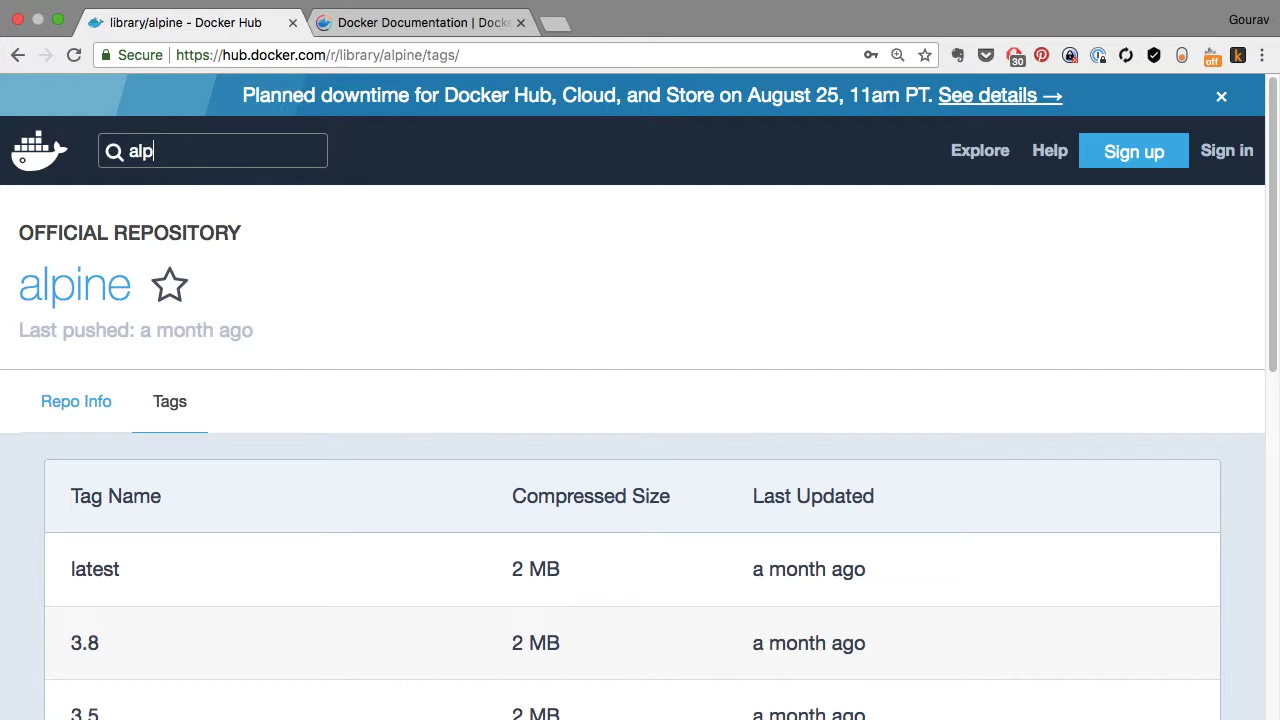 library/alpine - Docker Hub
Docker Documentation | Docke
Gourav
Secure | https://hub.docker.com/r/library/alpine/tags/
30
off
k
Planned downtime for Docker Hub, Cloud, and Store on August 25, 11am PT. See details →
alp
Explore
Help
Sign up
Sign in
OFFICIAL REPOSITORY
alpine
Last pushed: a month ago
Repo Info
Tags
Tag Name
Compressed Size
Last Updated
latest
2 MB
a month ago
3.8
2 MB
a month ago
3.5
2 MB
a month ago